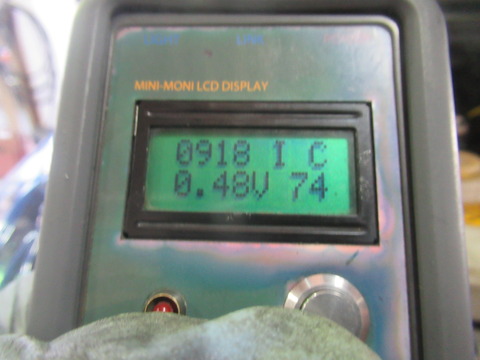 MINI-MONI LCD DISPLAY
0918 I C
0.48V 74